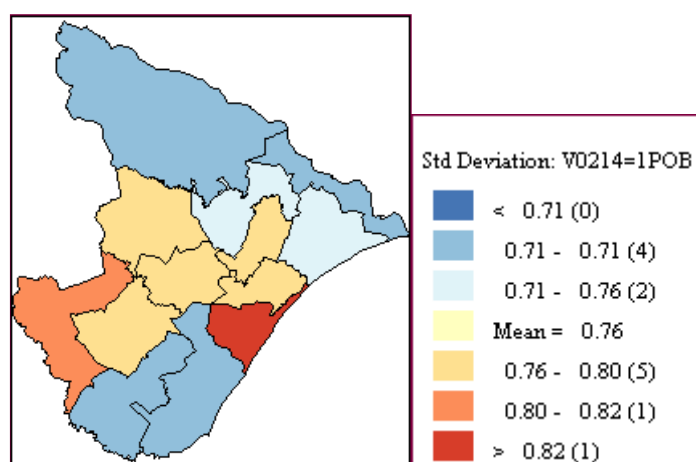 Std Deviation: V0214=1POB
< 0.71 (0)
0.71 - 0.71 (4)
0.71 - 0.76 (2)
Mean = 0.76
0.76 - 0.80 (5)
0.80 - 0.82 (1)
> 0.82 (1)